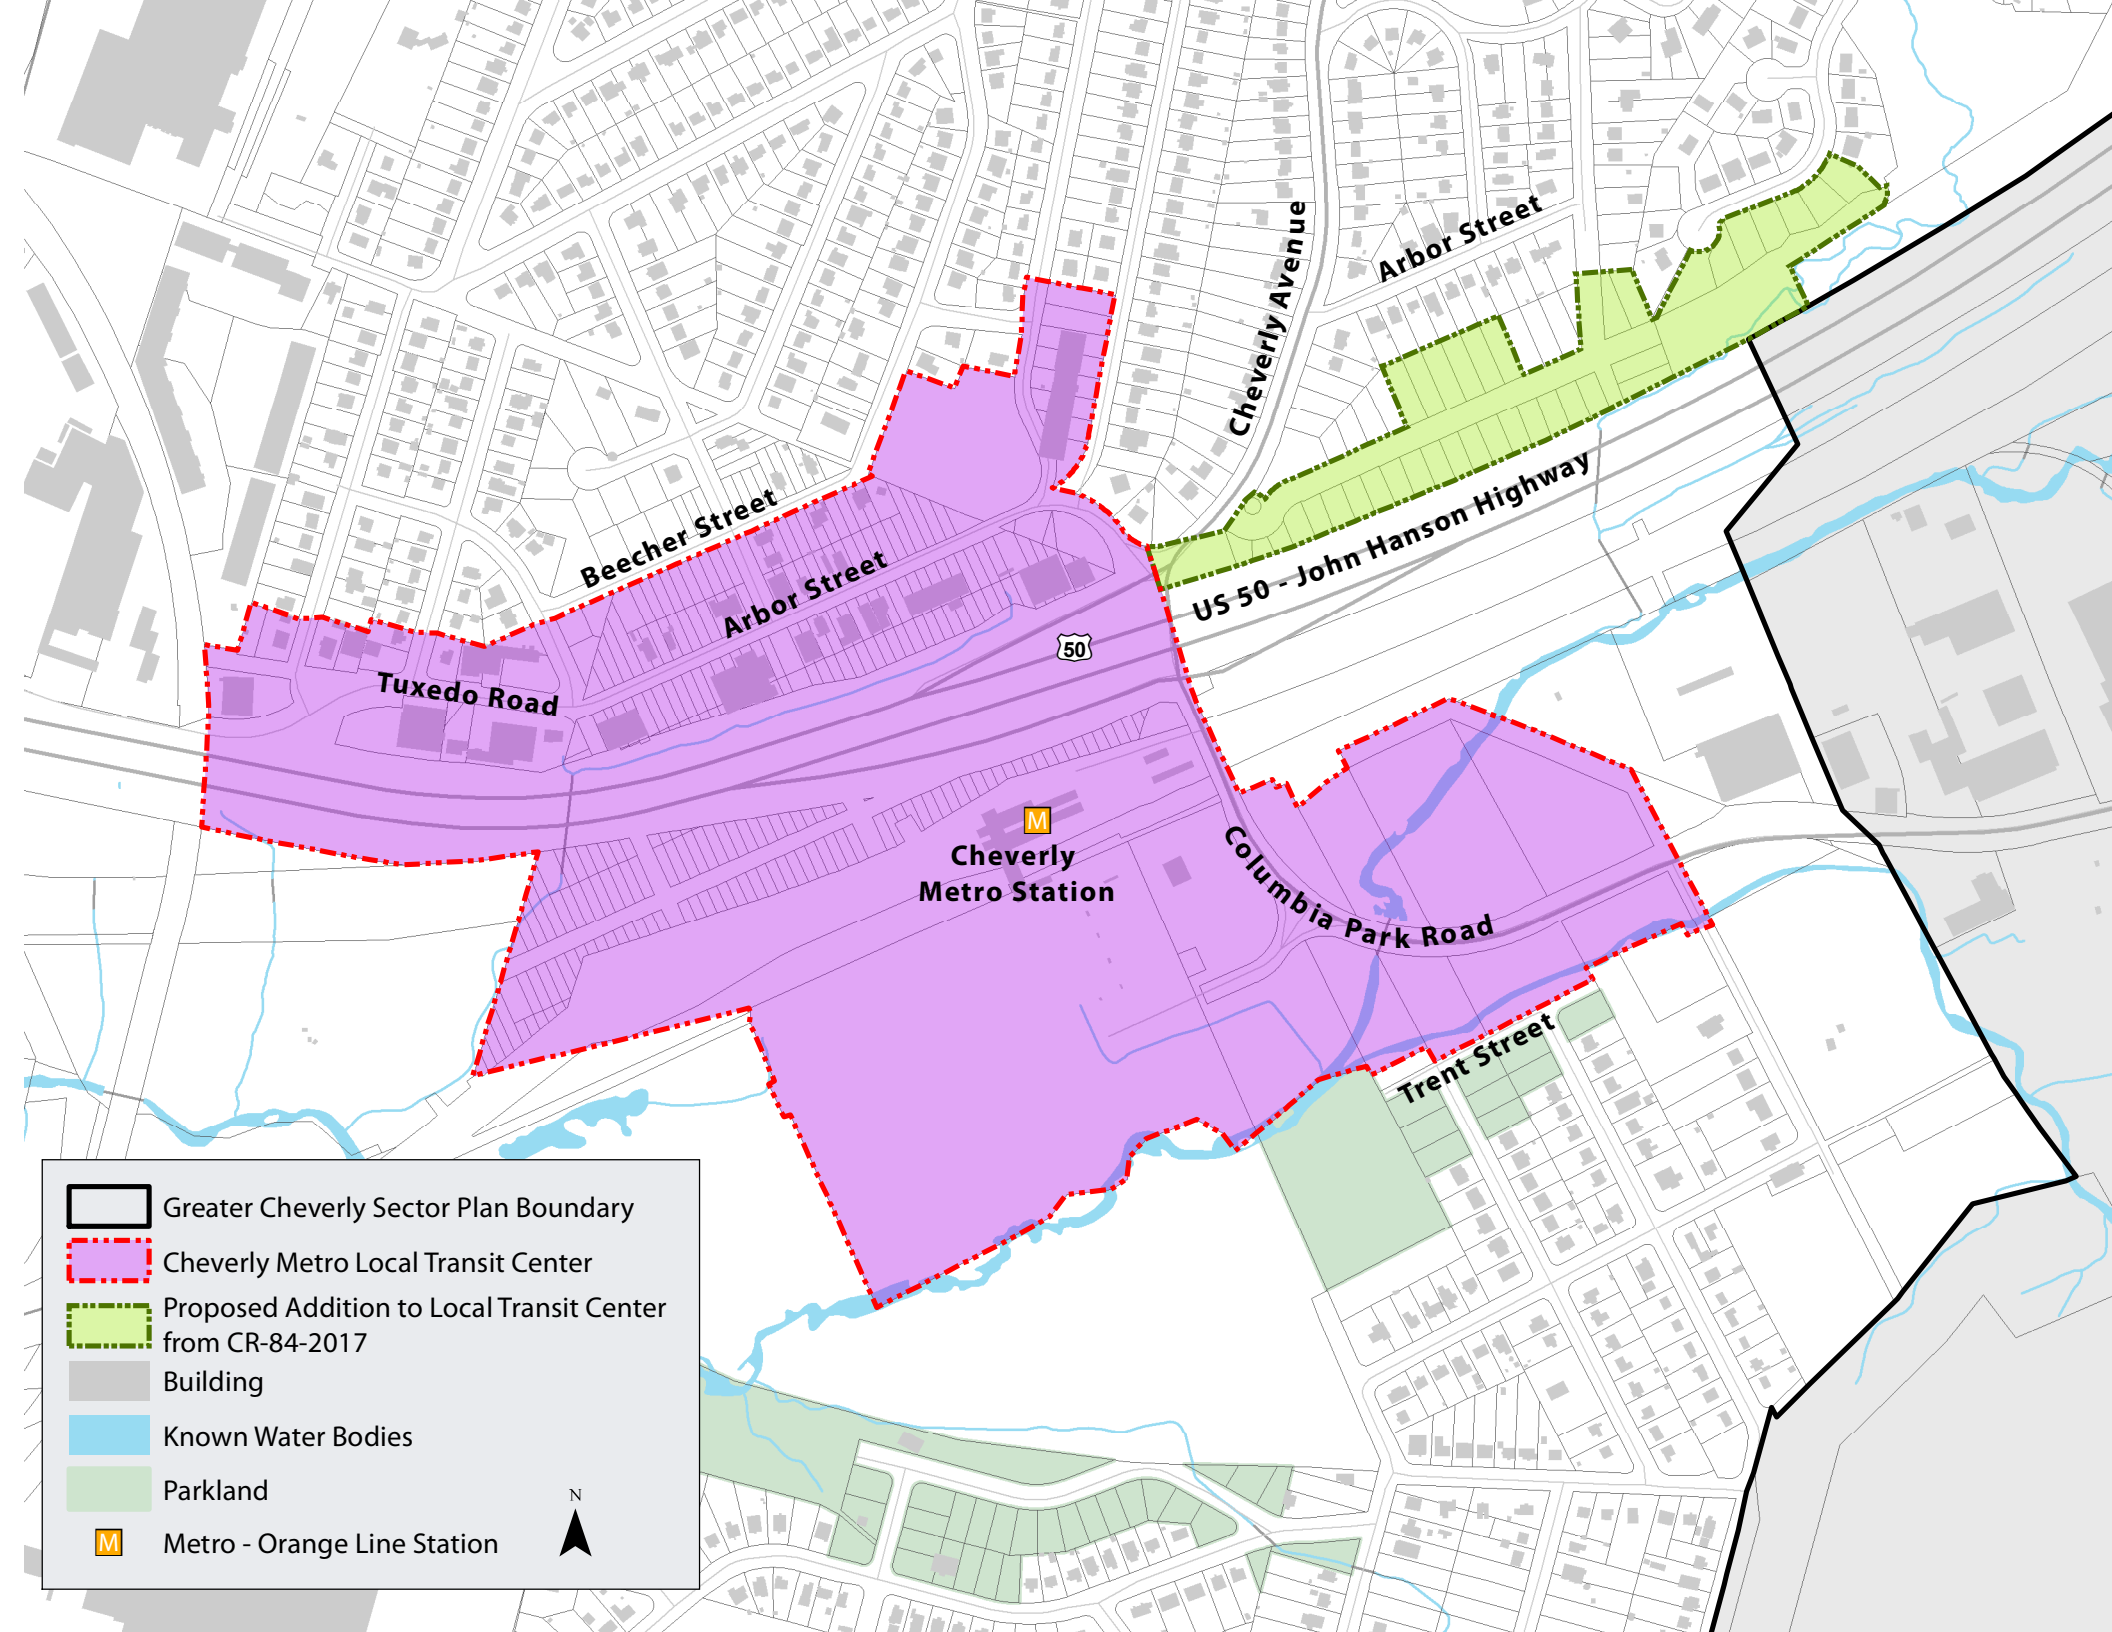 Cheverly Avenue
Arbor Street
Beecher Street
Arbor Street
US 50 - John Hanson Highway
50
Tuxedo Road
M
Cheverly
Metro Station
Columbia Park Road
Trent Street
Greater Cheverly Sector Plan Boundary
Cheverly Metro Local Transit Center
Proposed Addition to Local Transit Center
from CR-84-2017
Building
Known Water Bodies
Parkland
N
M Metro - Orange Line Station